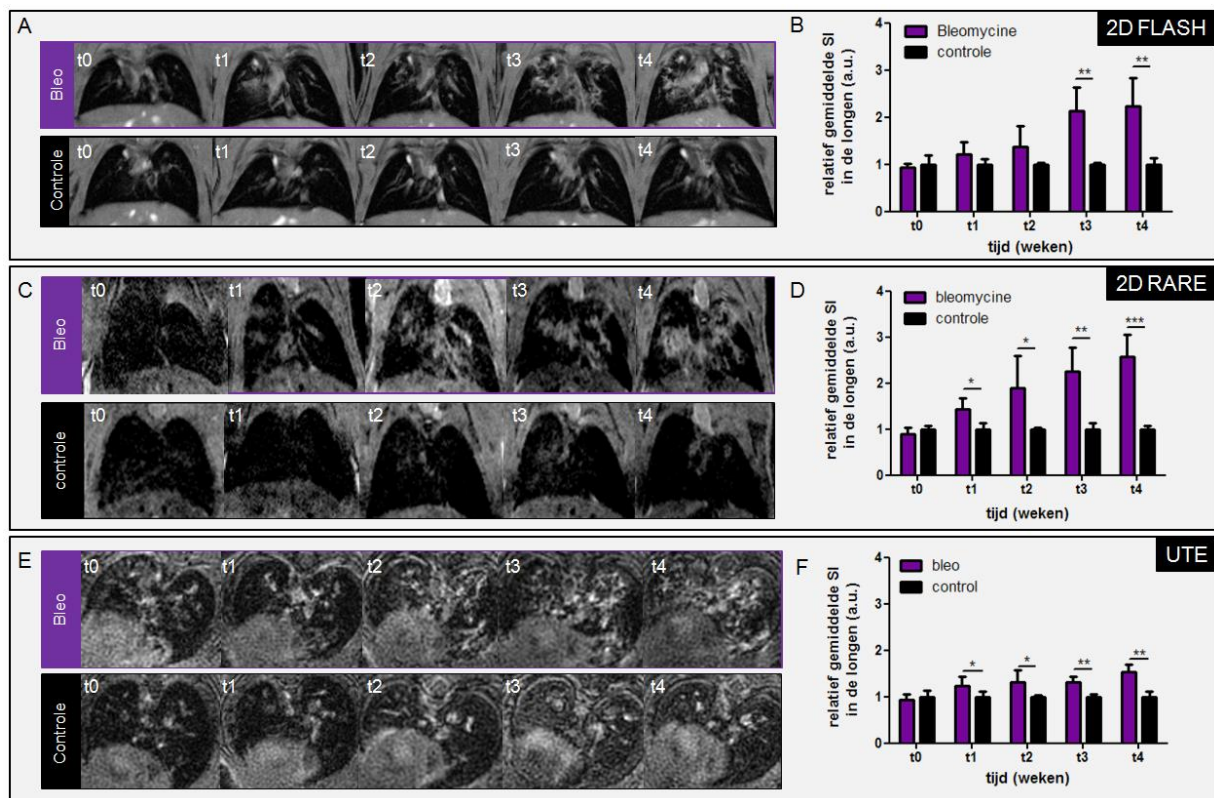 A
Bleo
t0 t1 t2 t3 t4
Controle
t0 t1 t2 t3 t4
B
2D FLASH
Bleomycine
controle
relatief gemiddelde SI
in de longen (a.u.)
4
3
2
1
0
** **
t0 t1 t2 t3 t4
tijd (weken)
C
Bleo
t0 t1 t2 t3 t4
controle
t0 t1 t2 t3 t4
D
2D RARE
bleomycine
controle
relatief gemiddelde SI
in de longen (a.u.)
4
3
2
1
0
* * ** ***
t0 t1 t2 t3 t4
tijd (weken)
E
Bleo
t0 t1 t2 t3 t4
Controle
t0 t1 t2 t3 t4
F
UTE
bleo
control
relatief gemiddelde SI
in de longen (a.u.)
4
3
2
1
0
* * ** **
t0 t1 t2 t3 t4
tijd (weken)